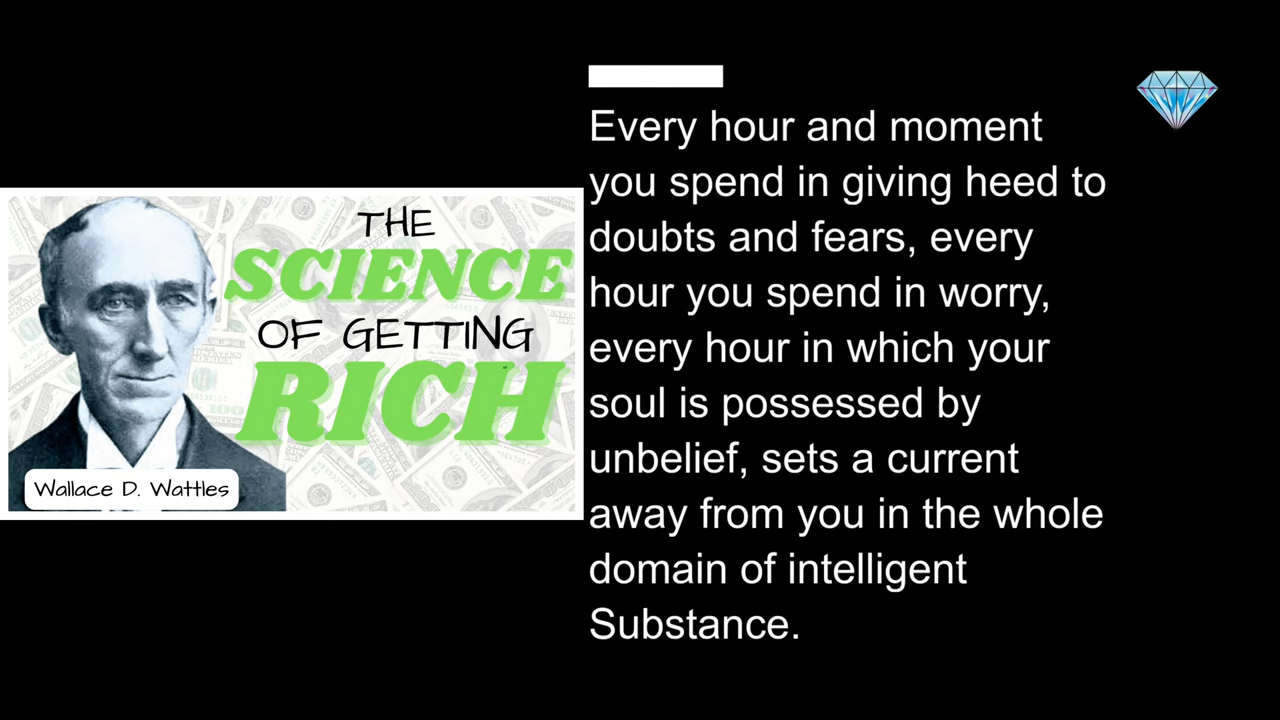 THE
SCIENCE
OF GETTING
RICH
Wallace D. Wattles
Every hour and moment
you spend in giving heed to
doubts and fears, every
hour you spend in worry,
every hour in which your
soul is possessed by
unbelief, sets a current
away from you in the whole
domain of intelligent
Substance.